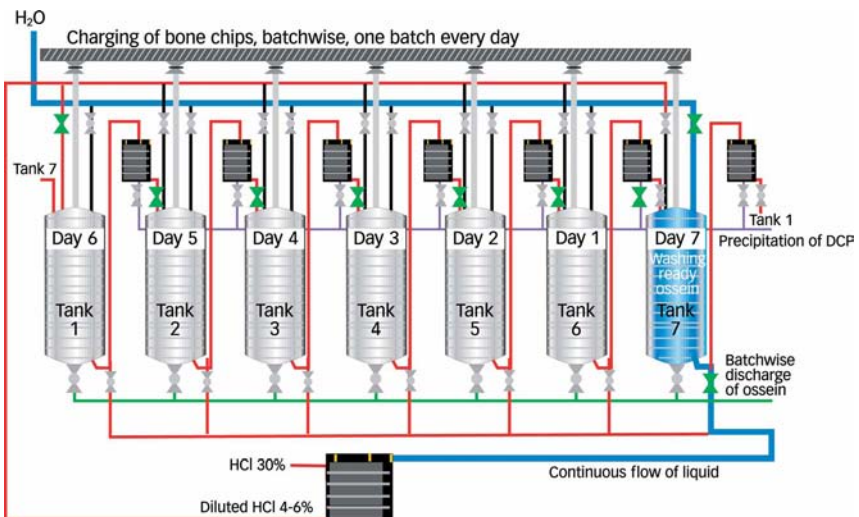 H₂O
Charging of bone chips, batchwise, one batch every day
Tank 7
Day 6
Day 5
Day 4
Day 3
Day 2
Day 1
Day 7
Tank 1
Precipitation of DCP
Washing
ready
ossein
Tank
1
Tank
2
Tank
3
Tank
4
Tank
5
Tank
6
Tank
7
Batchwise
discharge
of ossein
HCl 30%
Continuous flow of liquid
Diluted HCl 4-6%